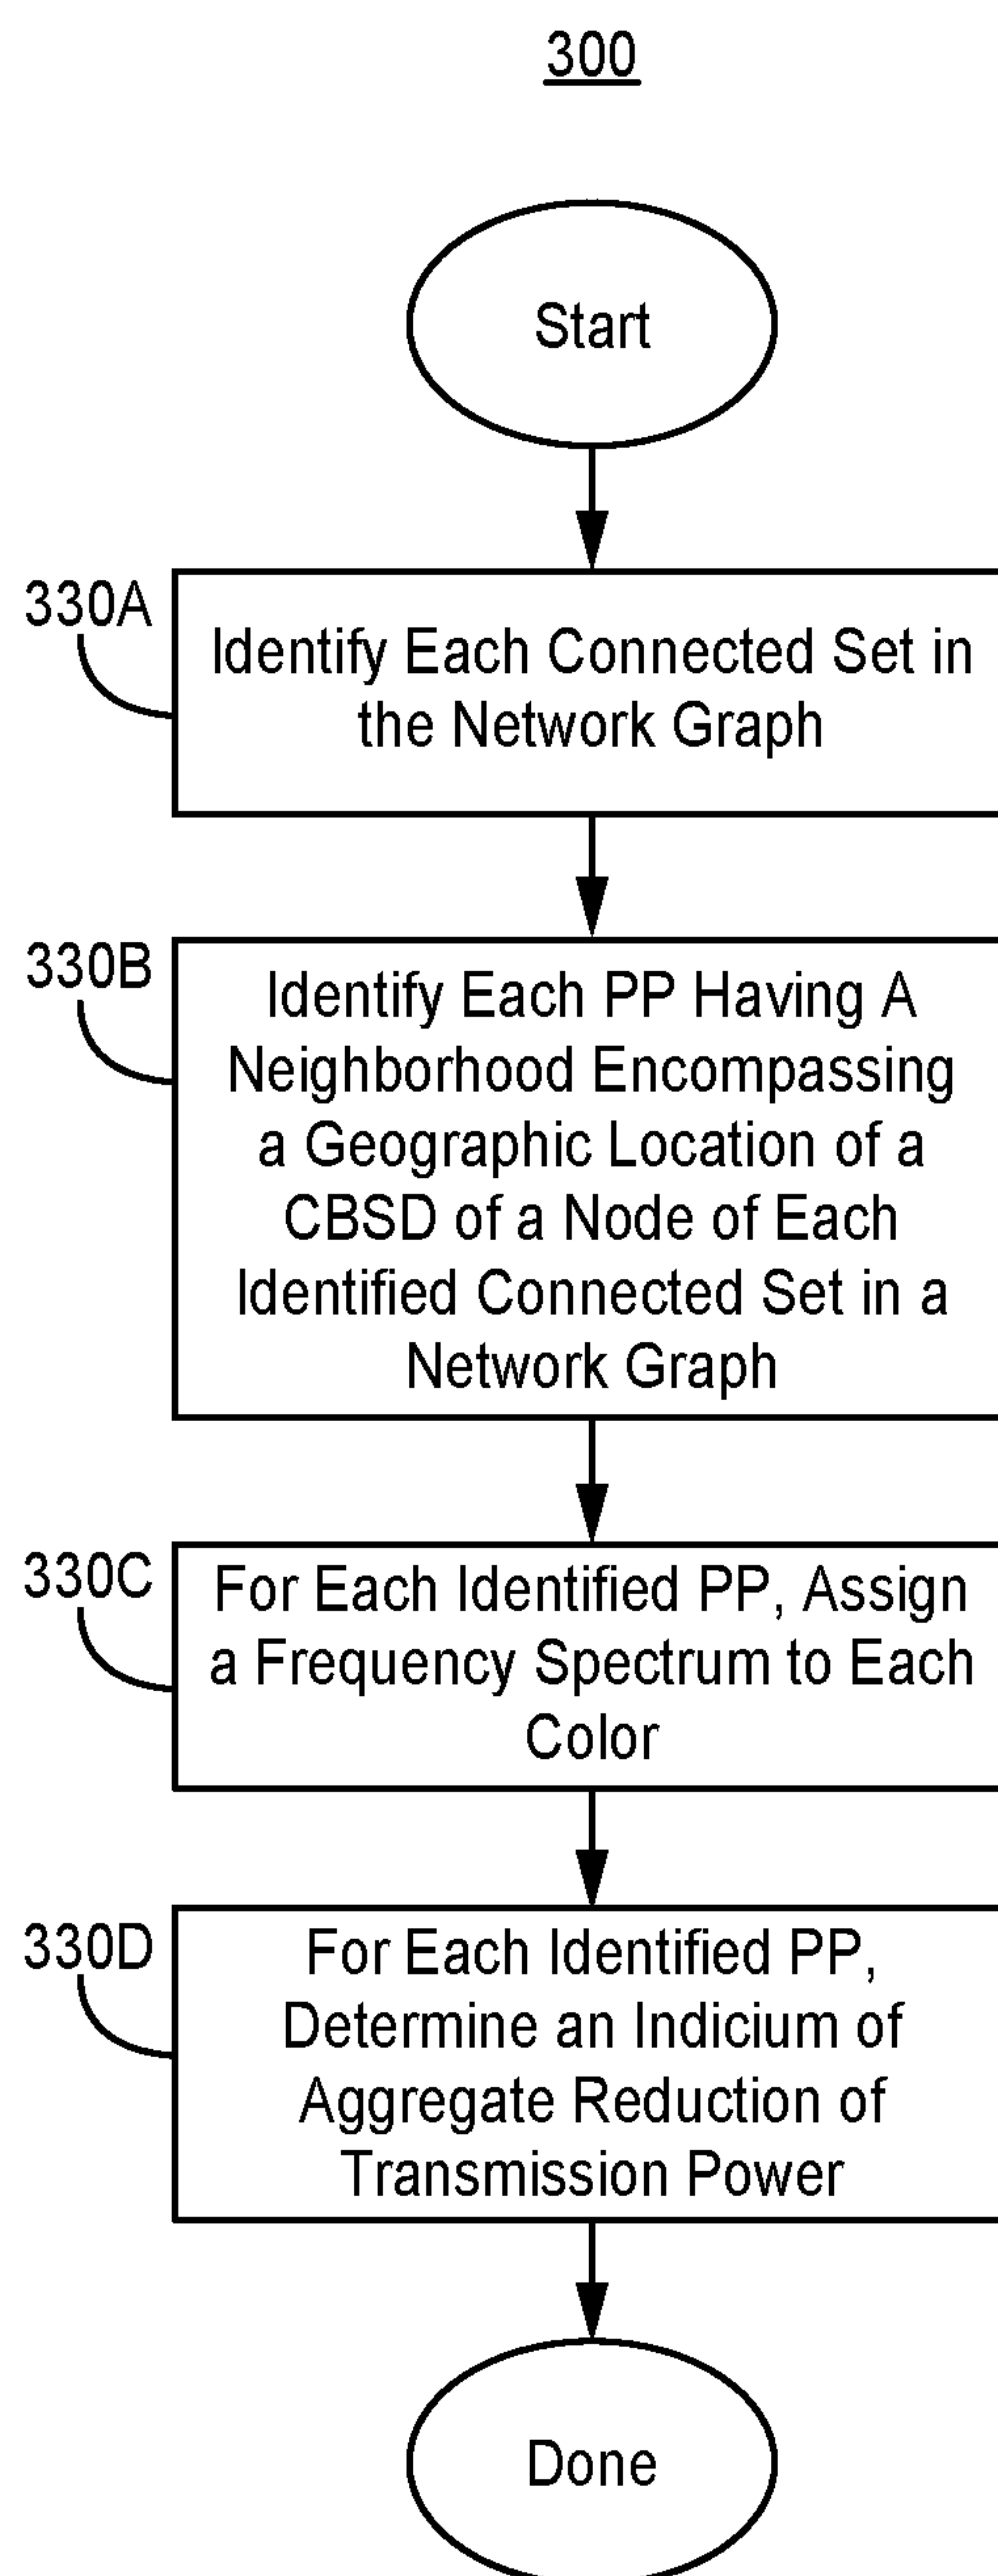 300
Start
330A
Identify Each Connected Set in
the Network Graph
330B
Identify Each PP Having A
Neighborhood Encompassing
a Geographic Location of a
CBSD of a Node of Each
Identified Connected Set in a
Network Graph
330C
For Each Identified PP, Assign
a Frequency Spectrum to Each
Color
330D
For Each Identified PP,
Determine an Indicium of
Aggregate Reduction of
Transmission Power
Done